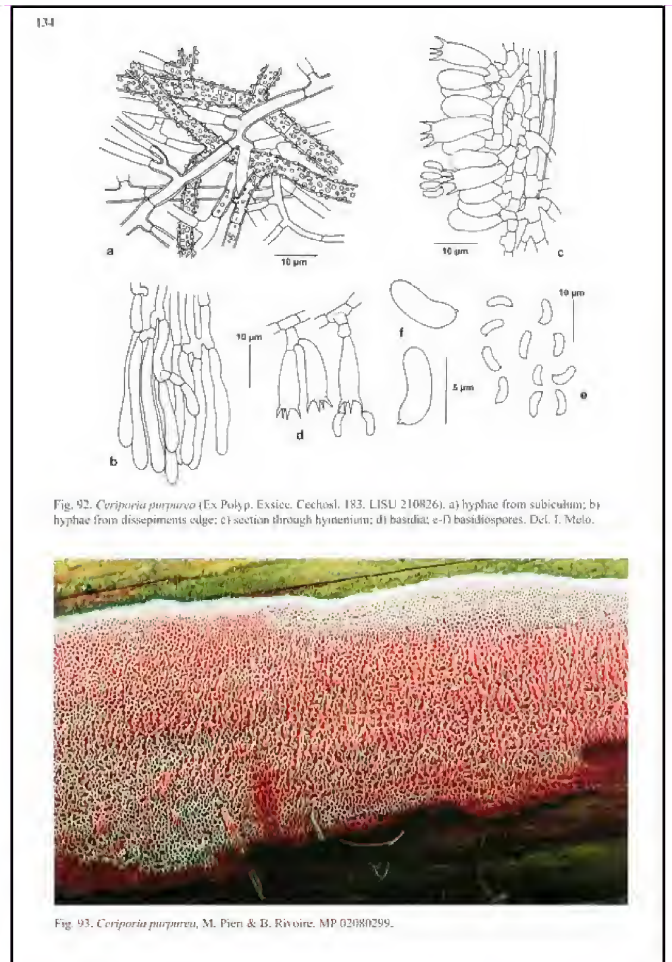 134
a
10 µm
10 µm
c
10 µm
f
10 µm
5 µm
e
d
b
Fig. 92. Ceriporia purpurea (Ex Polyp. Exsicc. Cechosl. 183. LISU 210826). a) hyphae from subiculum; b)
hyphae from dissepiments edge; c) section through hymenium; d) basidia; e-f) basidiospores. Del. I. Melo.
Fig. 93. Ceriporia purpurea, M. Pieri & B. Rivoire. MP 02080299.